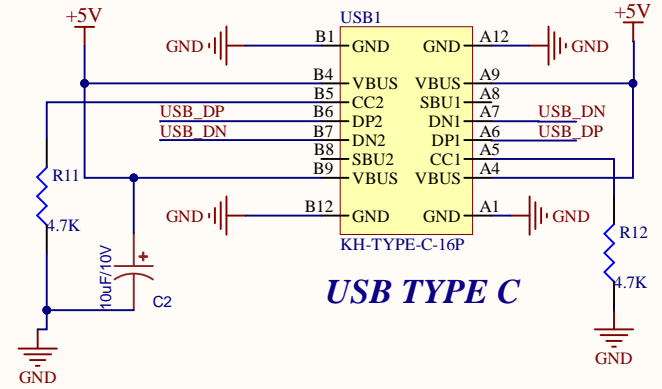 +5V
USB1
+5V
GND
B1
GND
GND
A12
GND
B4
VBUS
VBUS
A9
B5
CC2
SBU1
A8
USB_DP
B6
DP2
DN1
A7
USB_DN
USB_DN
B7
DN2
DP1
A6
USB_DP
B8
SBU2
CC1
A5
B9
VBUS
VBUS
A4
R11
4.7K
GND
B12
GND
GND
A1
GND
KH-TYPE-C-16P
R12
4.7K
10uF/10V
+
C2
USB TYPE C
GND
GND